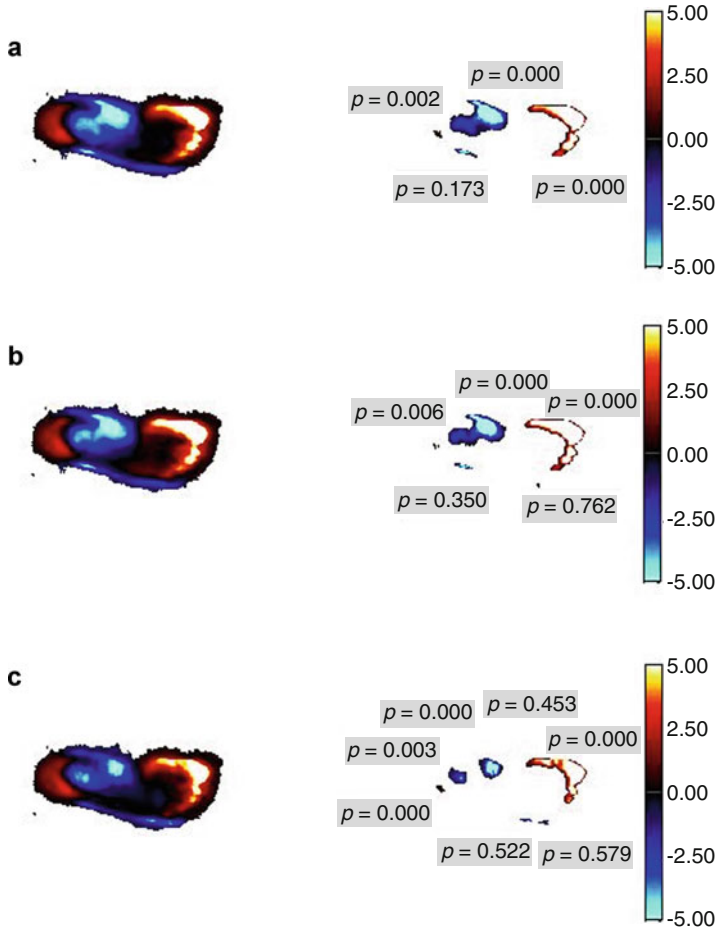 a
p = 0.000
p = 0.002
p = 0.173
p = 0.000
5.00
2.50
0.00
-2.50
-5.00
b
p = 0.000
p = 0.000
p = 0.006
p = 0.350
p = 0.762
5.00
2.50
0.00
-2.50
-5.00
c
p = 0.453
p = 0.000
p = 0.000
p = 0.003
p = 0.000
p = 0.522
p = 0.579
5.00
2.50
0.00
-2.50
-5.00